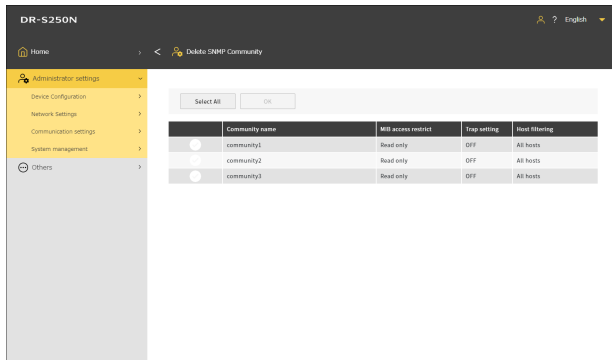 DR-S250N
? English
Home
Delete SNMP Community
Administrator settings
Device Configuration
Network Settings
Communication settings
System management
Others
Select All OK
Community name MIB access restrict Trap setting Host filtering
community1 Read only OFF All hosts
community2 Read only OFF All hosts
community3 Read only OFF All hosts